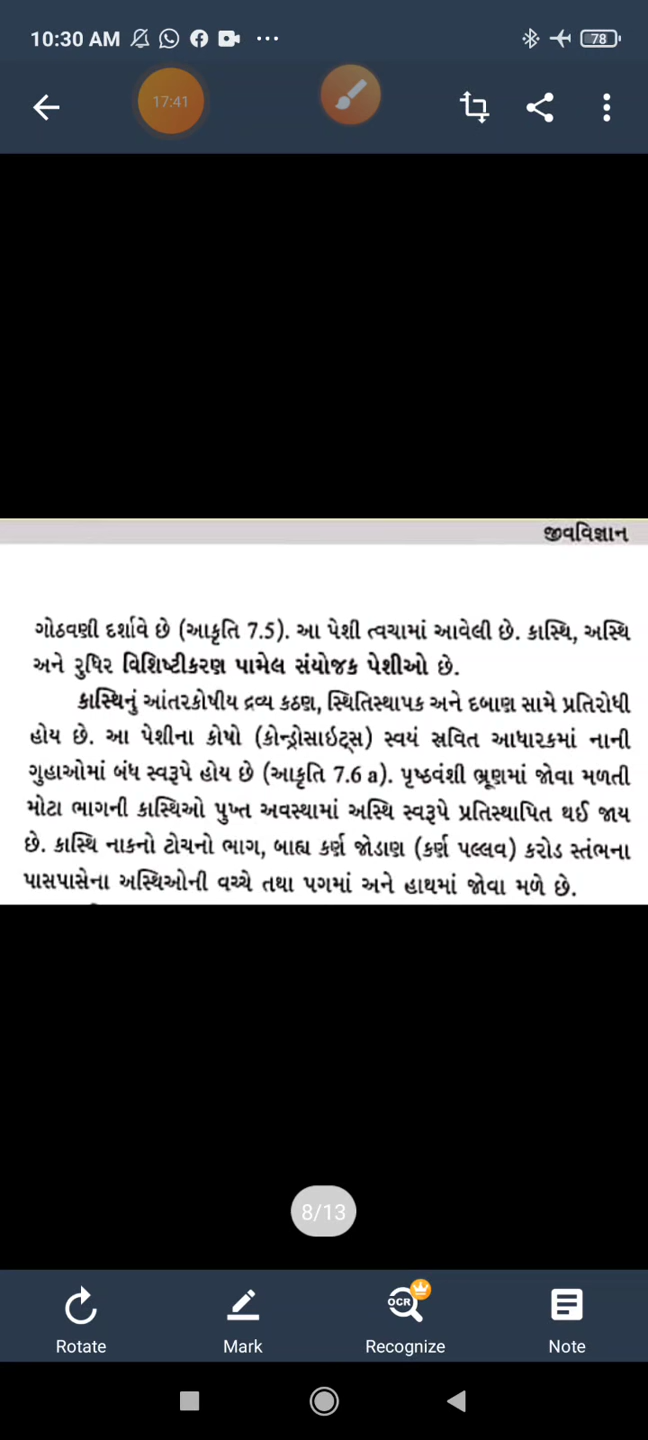 10:30 AM
78
17:41
જીવવિજ્ઞાન
ગોઠવણી દર્શાવે છે (આકૃતિ 7.5). આ પેશી ત્વચામાં આવેલી છે. કાસ્થિ, અસ્થિ
અને રુધિર વિશિષ્ટીકરણ પામેલ સંયોજક પેશીઓ છે.
કાસ્થિનું આંતરકોષીય દ્રવ્ય કઠણ, સ્થિતિસ્થાપક અને દબાણ સામે પ્રતિરોધી
હોય છે. આ પેશીના કોષો (કોન્ડ્રોસાઇટ્સ) સ્વયં સ્રવિત આધારકમાં નાની
ગુહાઓમાં બંધ સ્વરૂપે હોય છે (આકૃતિ 7.6 a). પૃષ્ઠવંશી ભ્રૂણમાં જોવા મળતી
મોટા ભાગની કાસ્થિઓ પુખ્ત અવસ્થામાં અસ્થિ સ્વરૂપે પ્રતિસ્થાપિત થઈ જાય
છે. કાસ્થિ નાકનો ટોચનો ભાગ, બાહ્ય કર્ણ જોડાણ (કર્ણ પલ્લવ) કરોડ સ્તંભના
પાસપાસેના અસ્થિઓની વચ્ચે તથા પગમાં અને હાથમાં જોવા મળે છે.
8/13
OCR
Rotate
Mark
Recognize
Note